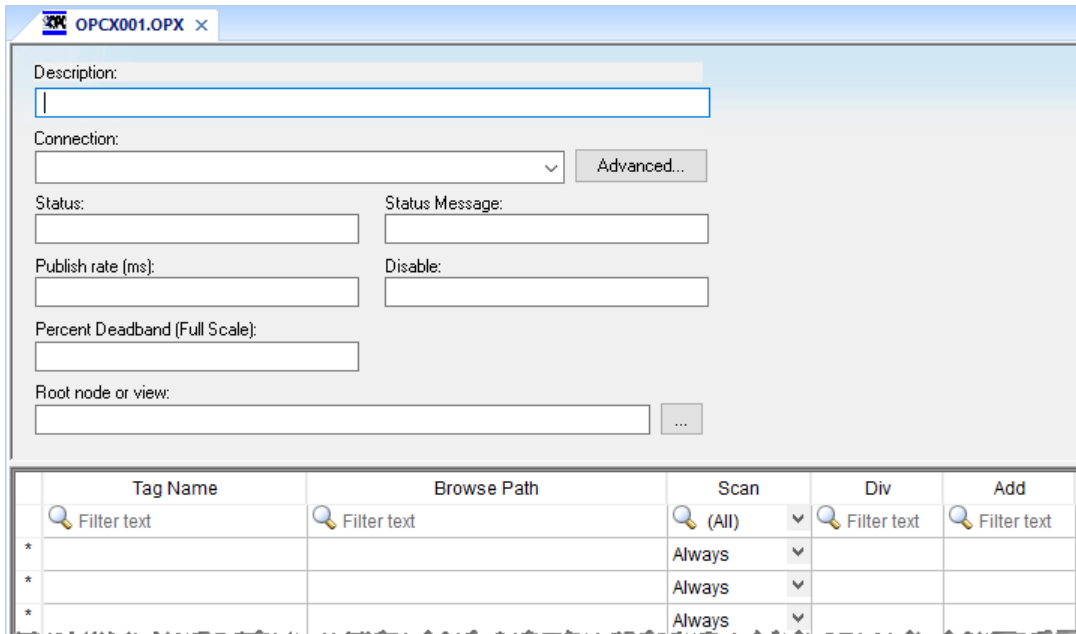 OPC OPCX001.OPX ×
Description:
Connection:
Advanced...
Status: Status Message:
Publish rate (ms): Disable:
Percent Deadband (Full Scale):
Root node or view:
...
Tag Name Browse Path Scan Div Add
Filter text Filter text (All) Filter text Filter text
* Always
* Always
* Always